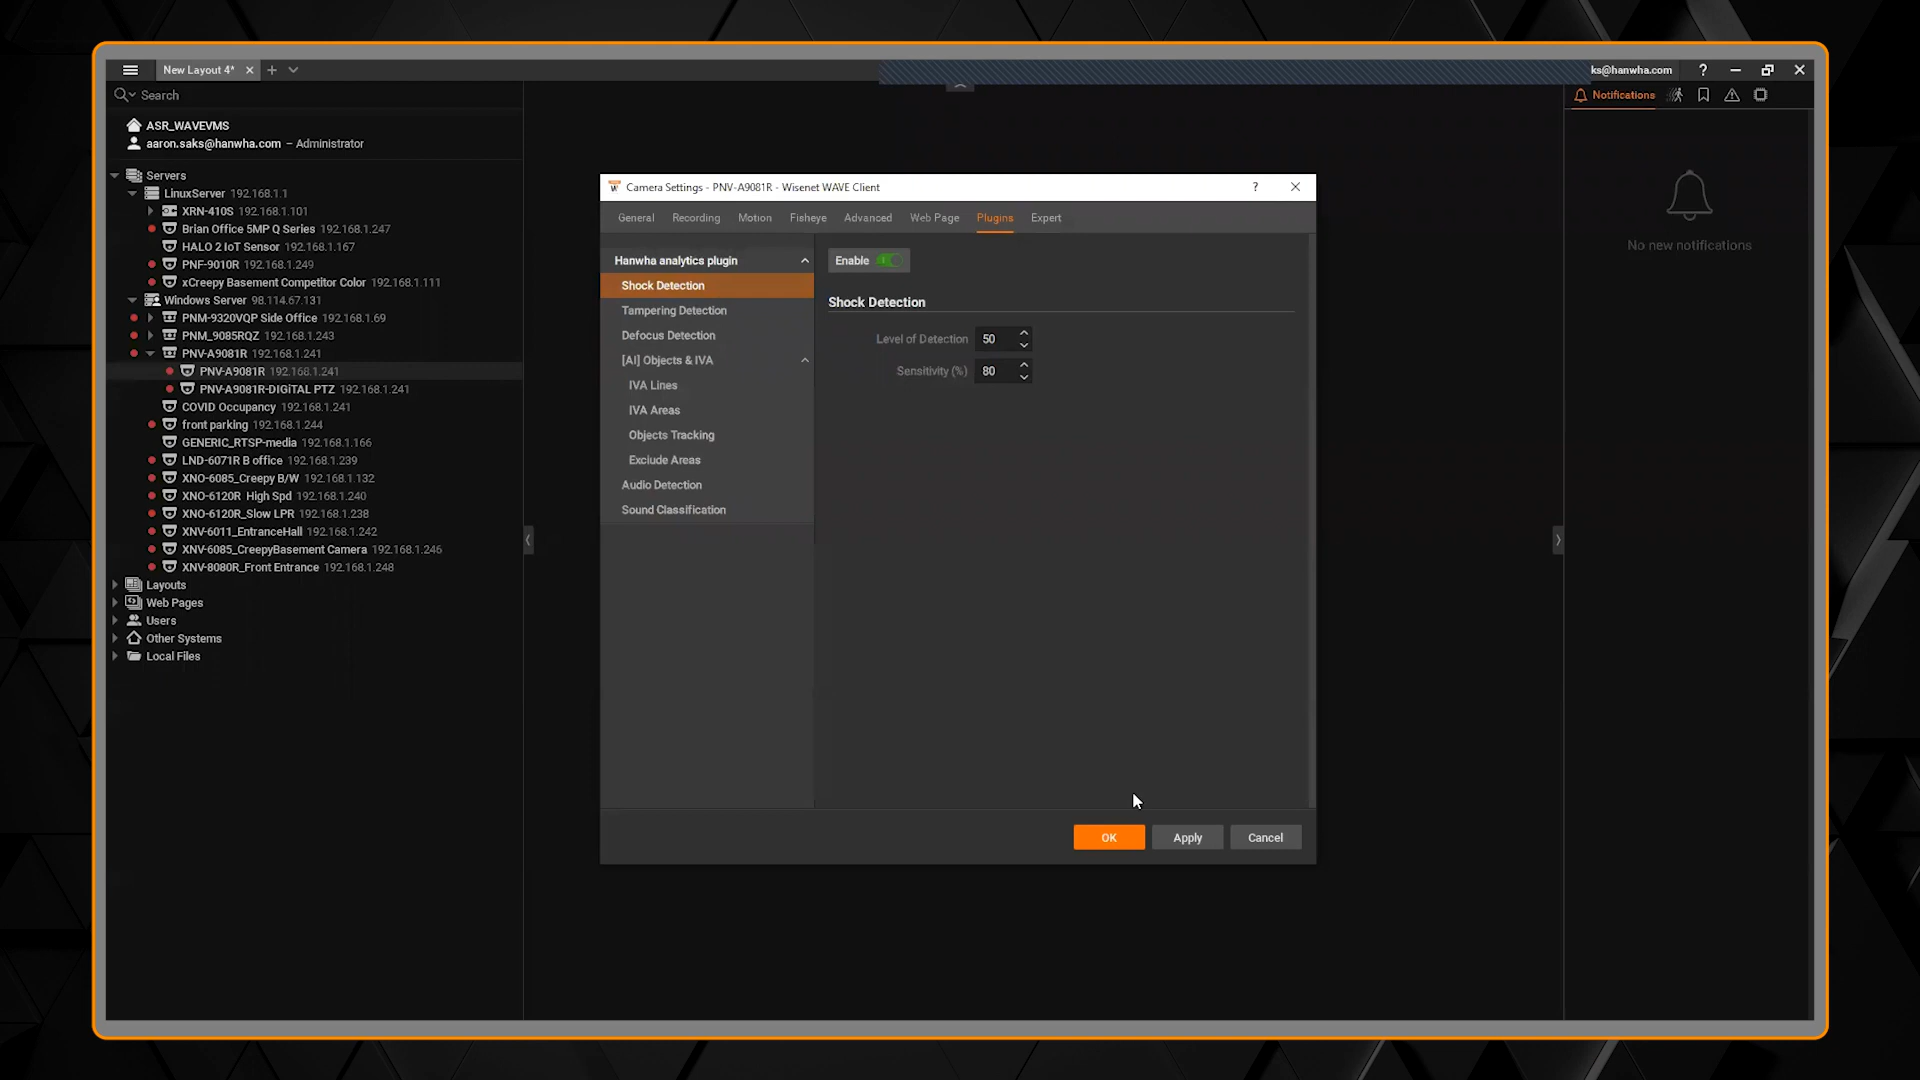 New Layout 4*
ks@hanwha.com
?
Search
Notifications
ASR_WAVEVMS
aaron.saks@hanwha.com – Administrator
Servers
LinuxServer 192.168.1.1
XRN-410S 192.168.1.101
Brian Office 5MP Q Series 192.168.1.247
HALO 2 IoT Sensor 192.168.1.167
PNF-9010R 192.168.1.249
xCreepy Basement Competitor Color 192.168.1.111
Windows Server 98.114.67.131
PNM-9320VQP Side Office 192.168.1.69
PNM_9085RQZ 192.168.1.243
PNV-A9081R 192.168.1.241
PNV-A9081R 192.168.1.241
PNV-A9081R-DIGiTAL PTZ 192.168.1.241
COVID Occupancy 192.168.1.241
front parking 192.168.1.244
GENERIC_RTSP-media 192.168.1.166
LND-6071R B office 192.168.1.239
XNO-6085_Creepy B/W 192.168.1.132
XNO-6120R High Spd 192.168.1.240
XNO-6120R_Slow LPR 192.168.1.238
XNV-6011_EntranceHall 192.168.1.242
XNV-6085_CreepyBasement Camera 192.168.1.246
XNV-8080R_Front Entrance 192.168.1.248
Layouts
Web Pages
Users
Other Systems
Local Files
Camera Settings - PNV-A9081R - Wisenet WAVE Client
?
General Recording Motion Fisheye Advanced Web Page Plugins Expert
Hanwha analytics plugin
Shock Detection
Tampering Detection
Defocus Detection
[AI] Objects & IVA
IVA Lines
IVA Areas
Objects Tracking
Exclude Areas
Audio Detection
Sound Classification
Enable
Shock Detection
Level of Detection 50
Sensitivity (%) 80
OK
Apply
Cancel
No new notifications